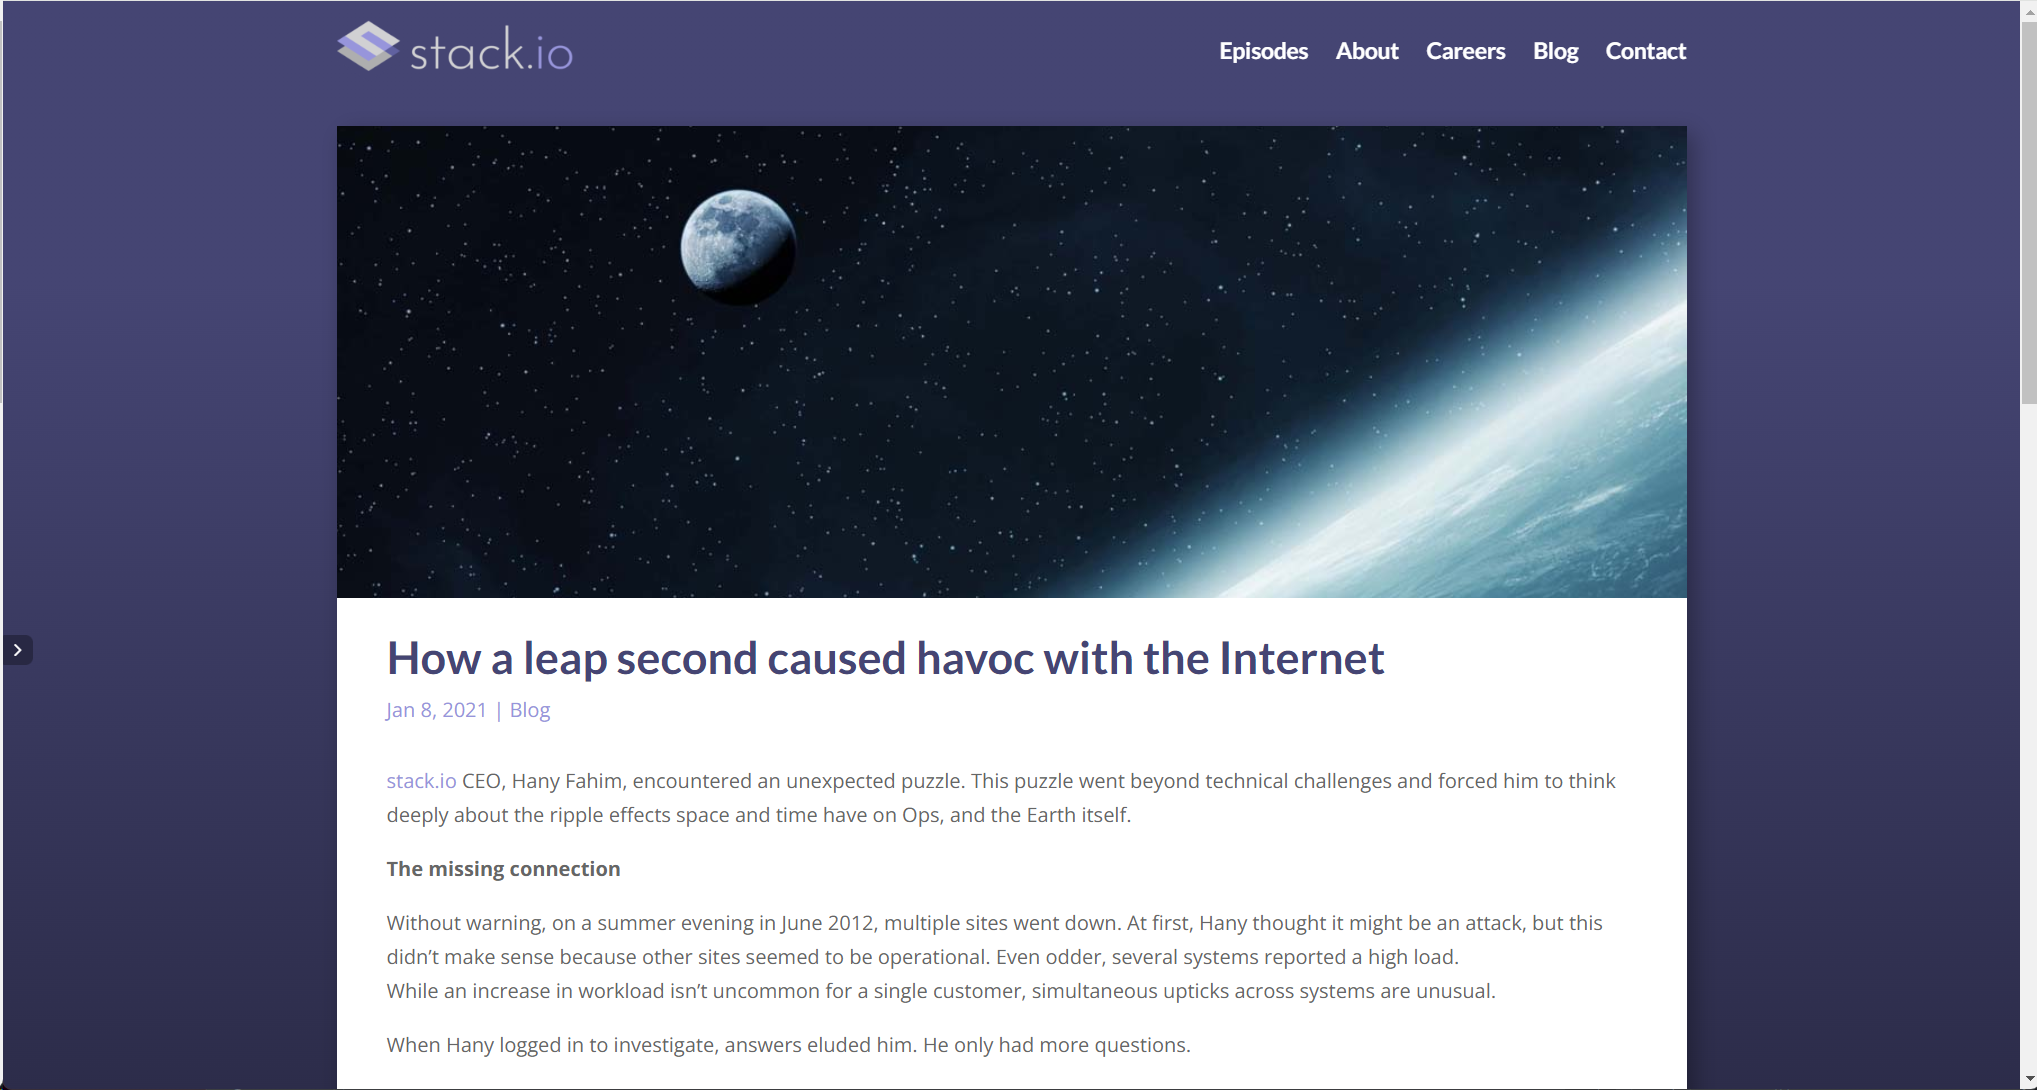 stack.io
Episodes About Careers Blog Contact
How a leap second caused havoc with the Internet
Jan 8, 2021 | Blog
stack.io CEO, Hany Fahim, encountered an unexpected puzzle. This puzzle went beyond technical challenges and forced him to think
deeply about the ripple effects space and time have on Ops, and the Earth itself.
The missing connection
Without warning, on a summer evening in June 2012, multiple sites went down. At first, Hany thought it might be an attack, but this
didn’t make sense because other sites seemed to be operational. Even odder, several systems reported a high load.
While an increase in workload isn’t uncommon for a single customer, simultaneous upticks across systems are unusual.
When Hany logged in to investigate, answers eluded him. He only had more questions.